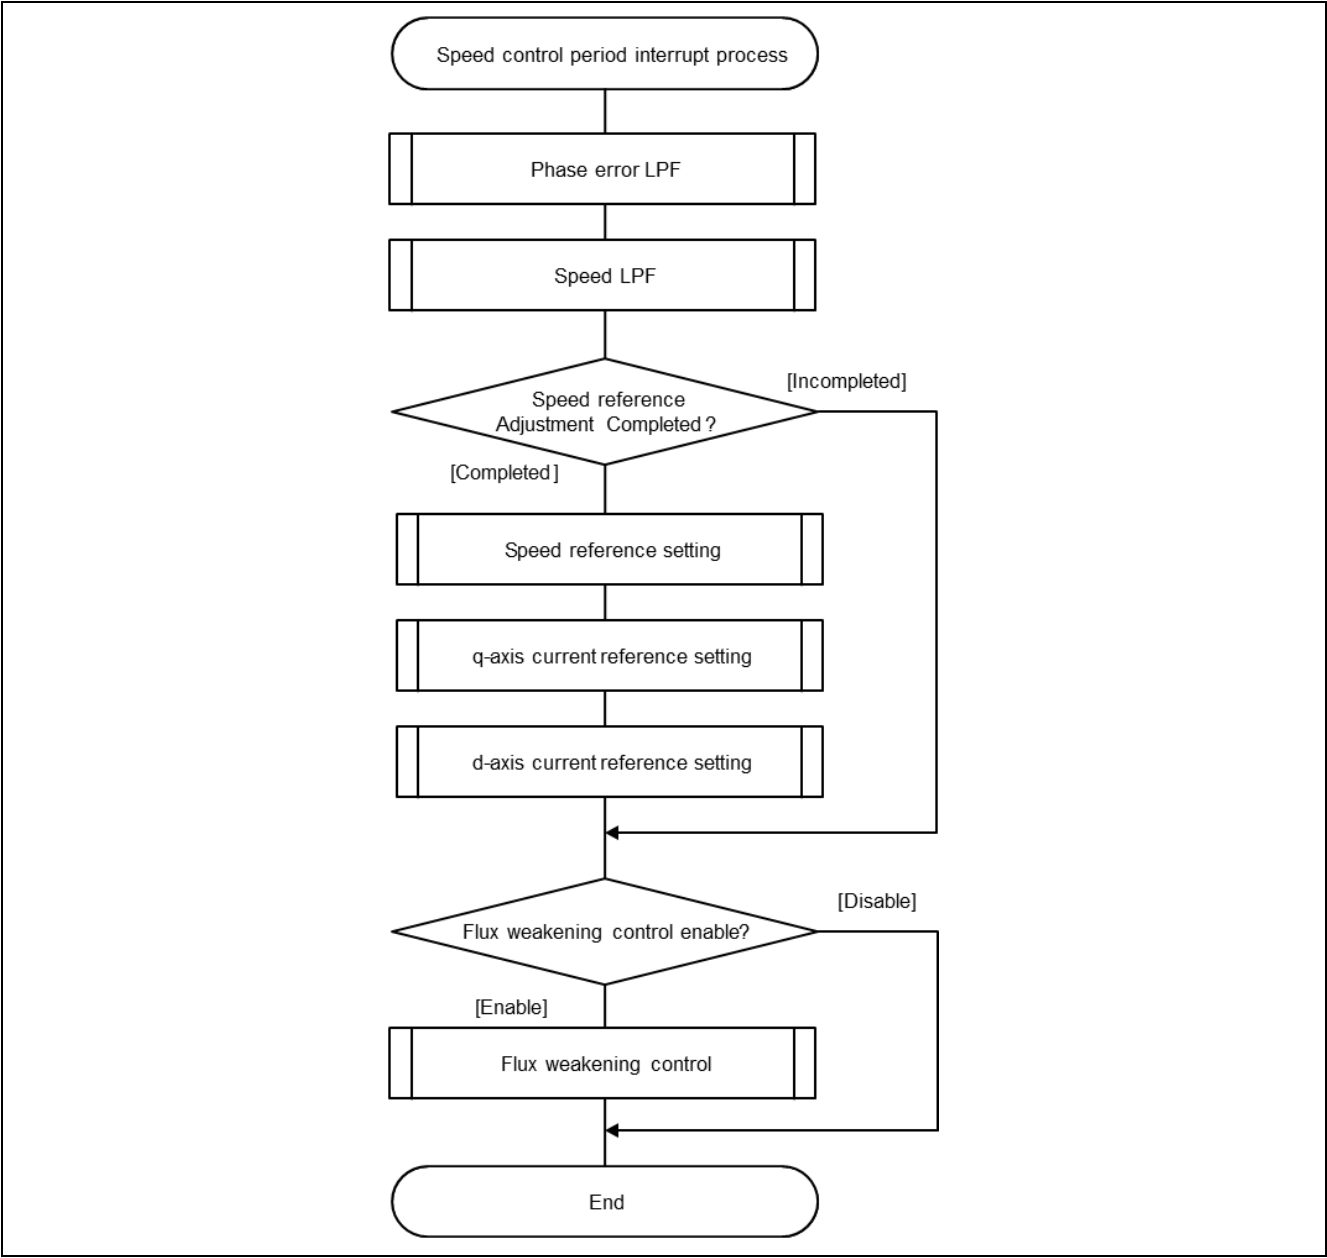 Speed control period interrupt process
Phase error LPF
Speed LPF
[Incompleted]
Speed reference
Adjustment Completed ?
[Completed ]
Speed reference setting
q-axis current reference setting
d-axis current reference setting
[Disable]
Flux weakening control enable?
[Enable]
Flux weakening control
End